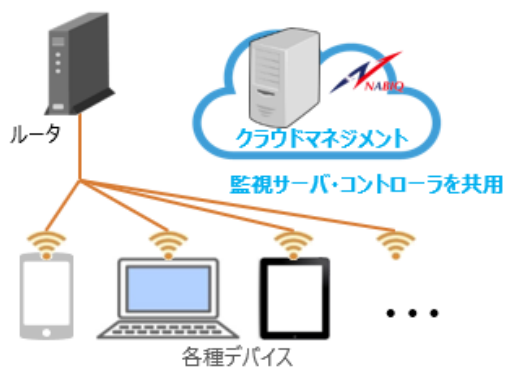 NABIQ
ルータ
クラウドマネジメント
監視サーバ・コントローラを共用
各種デバイス
・・・